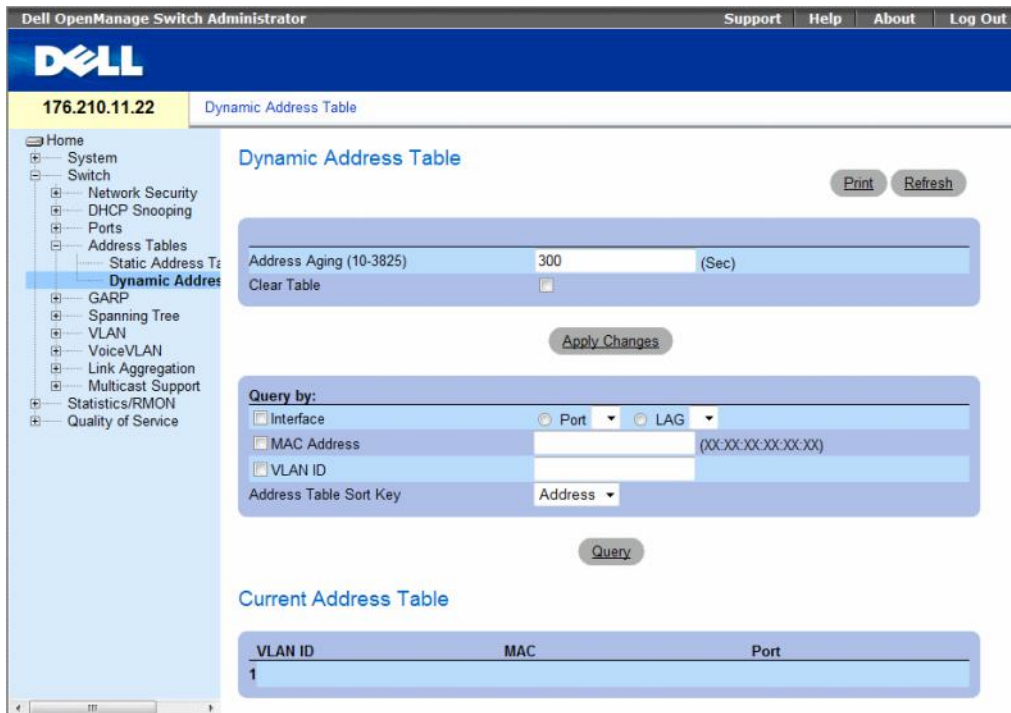 Dell OpenManage Switch Administrator
Support Help About Log Out
DELL
176.210.11.22
Dynamic Address Table
Home
System
Switch
Network Security
DHCP Snooping
Ports
Address Tables
Static Address Ta
Dynamic Addres
GARP
Spanning Tree
VLAN
VoiceVLAN
Link Aggregation
Multicast Support
Statistics/RMON
Quality of Service
Dynamic Address Table
Print Refresh
Address Aging (10-3825) 300 (Sec)
Clear Table
Apply Changes
Query by:
Interface Port LAG
MAC Address (XX:XX:XX:XX:XX:XX)
VLAN ID
Address Table Sort Key Address
Query
Current Address Table
VLAN ID MAC Port
1